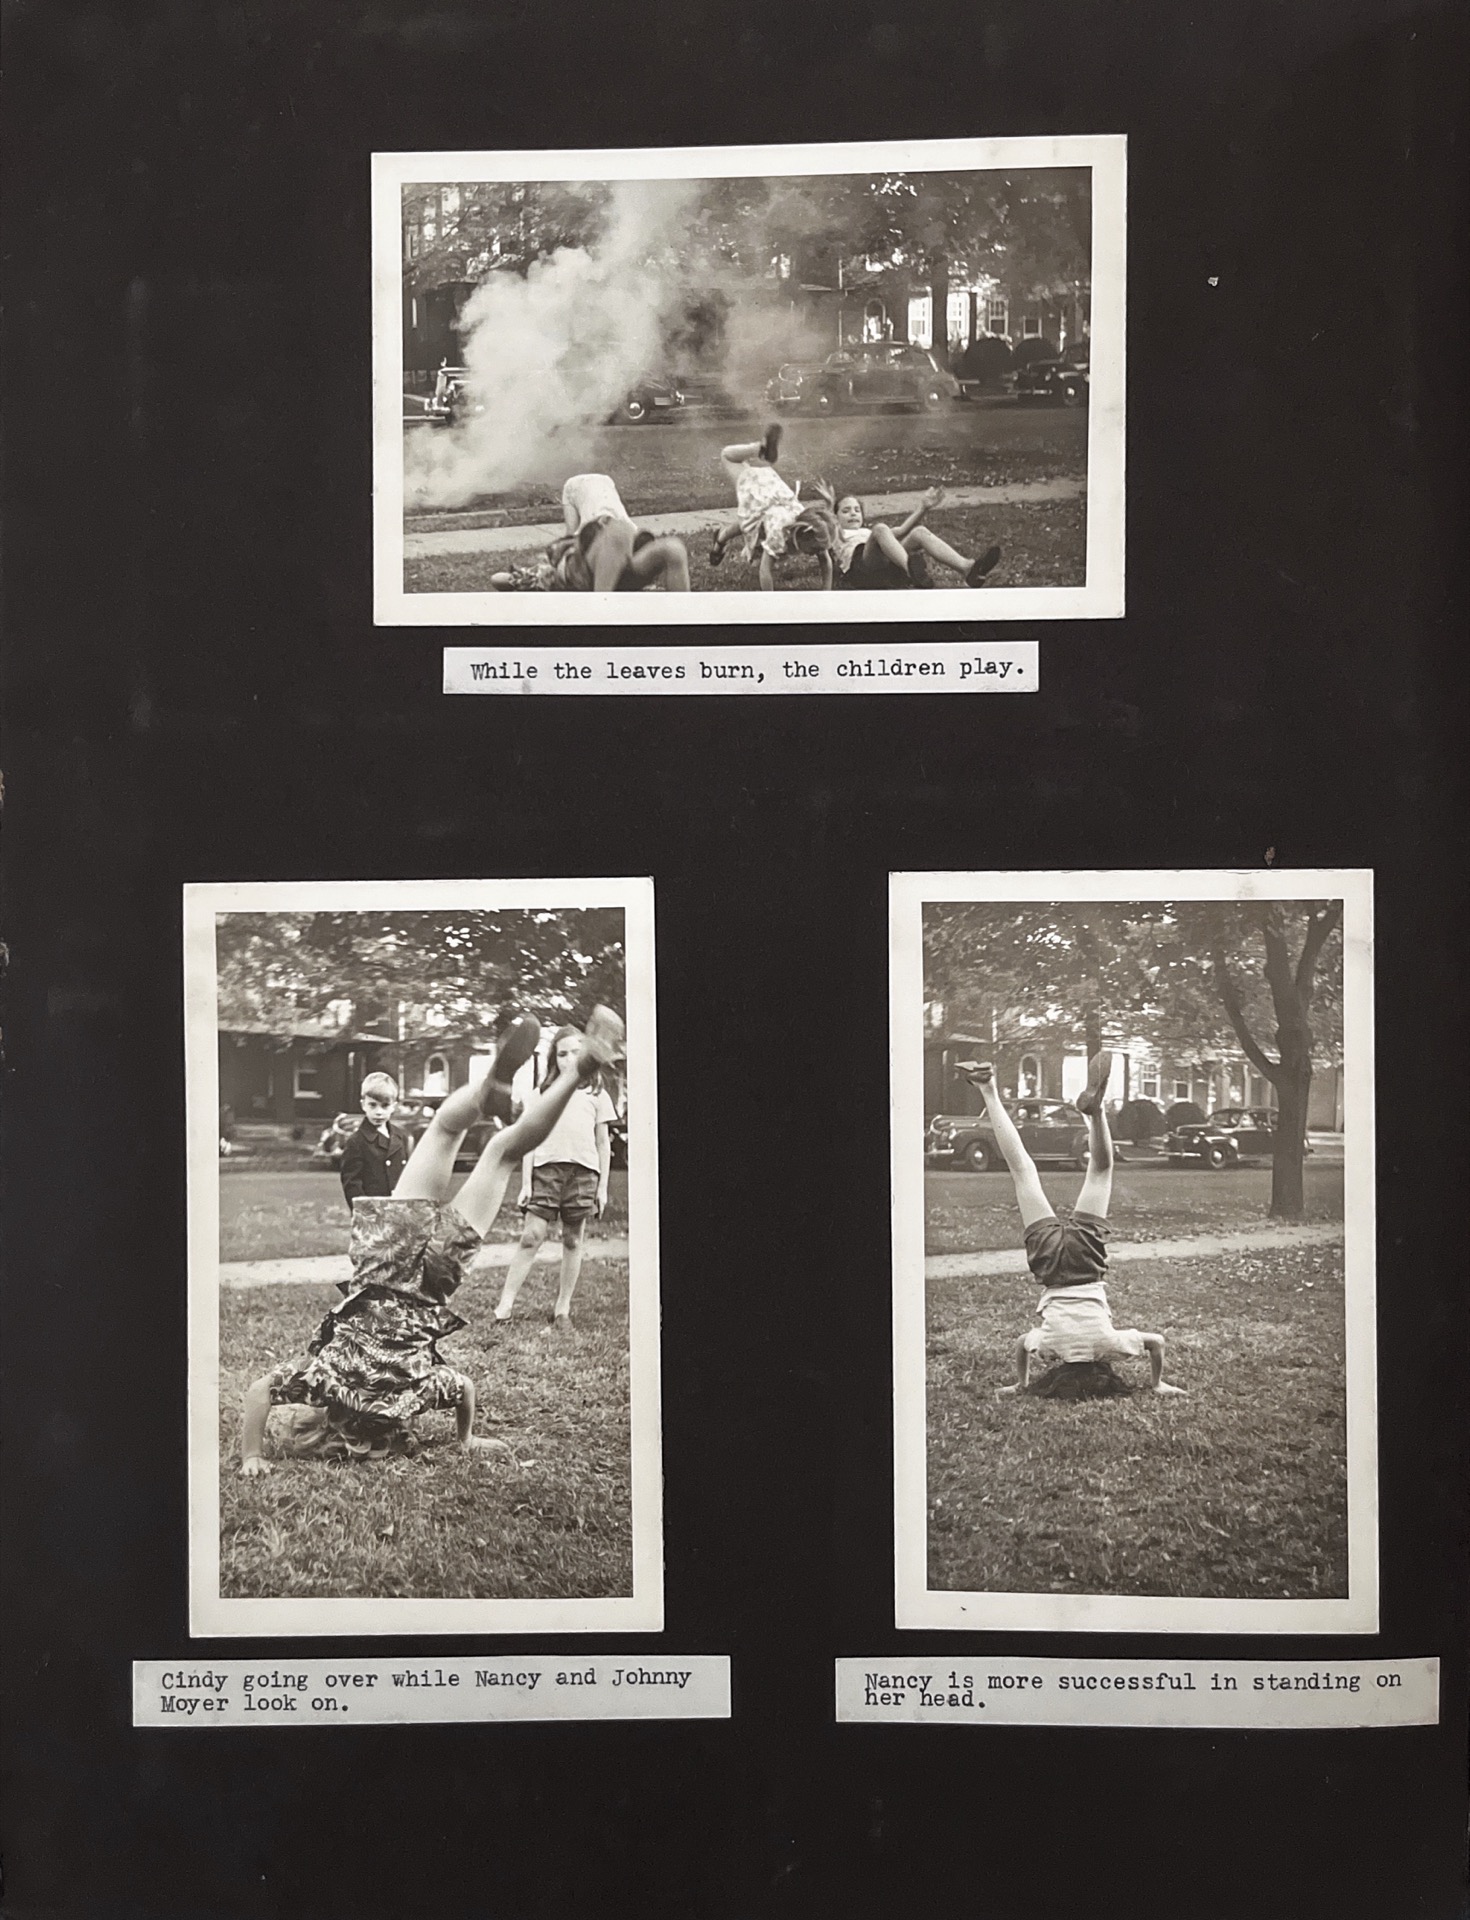 While the leaves burn, the children play.
Cindy going over while Nancy and Johnny
Moyer look on.
Nancy is more successful in standing on
her head.